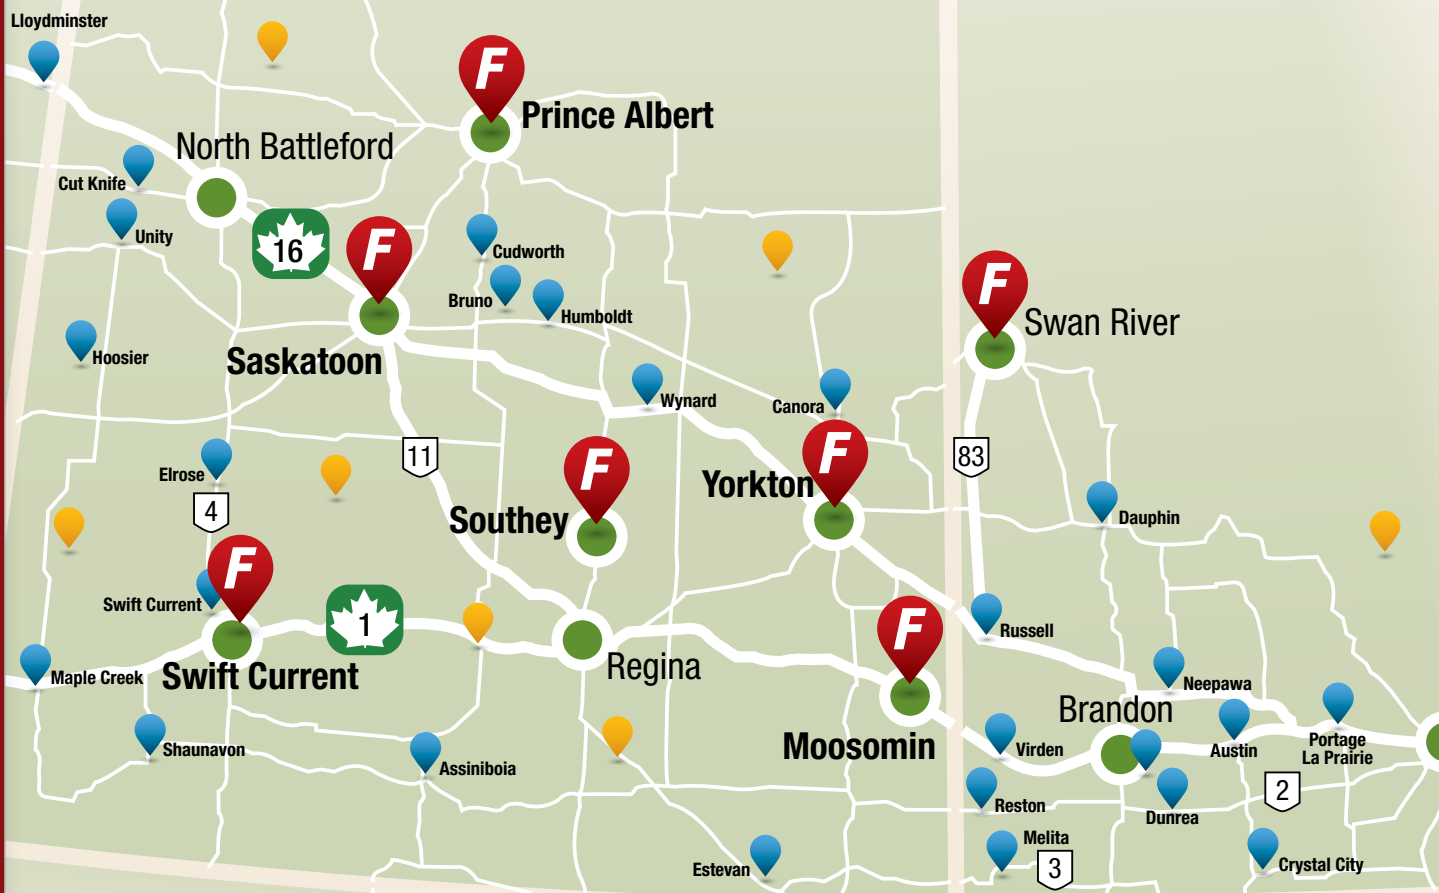 Lloydminster
F
Prince Albert
North Battleford
Cut Knife
Unity
16
F
Cudworth
Bruno
Humboldt
F
Swan River
Hoosier
Saskatoon
Wynard
Canora
11
Elrose
4
F
Southey
F
Yorkton
83
Dauphin
F
Swift Current
1
F
Russell
Maple Creek
Swift Current
Regina
Neepawa
Brandon
Shaunavon
Assiniboia
Moosomin
Virden
Austin
Portage
La Prairie
Reston
Dunrea
2
Estevan
Melita
3
Crystal City